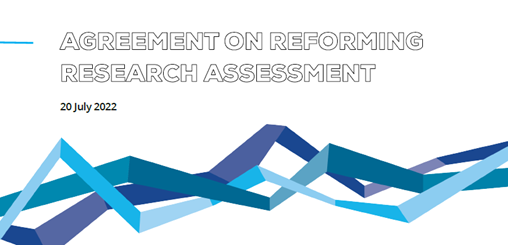 AGREEMENT ON REFORMING
RESEARCH ASSESSMENT
20 July 2022